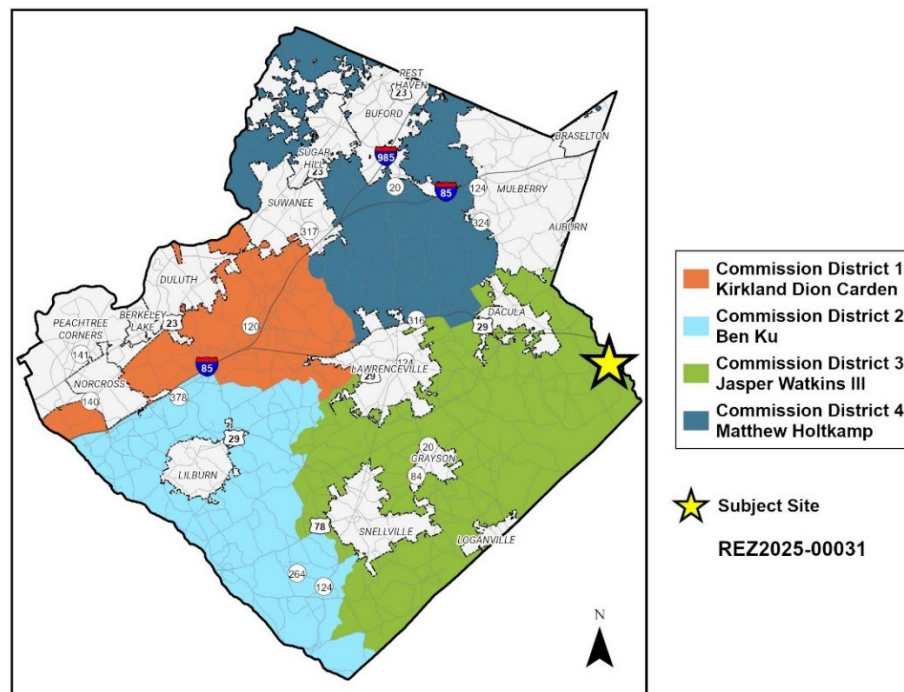 REST
HAVEN
23
BUFORD
BRASELTON
SUGAR
HILL
23
985
20
85
124
MULBERRY
SUWANEE
324
AUBURN
317
DULUTH
DACULA
BERKELEY
LAKE
23
PEACHTREE
CORNERS
120
316
29
141
124
LAWRENCEVILLE
29
85
NORCROSS
140
378
29
LILBURN
20
GRAYSON
84
78
SNELLVILLE
LOGANVILLE
264
124
N
Commission District 1
Kirkland Dion Carden
Commission District 2
Ben Ku
Commission District 3
Jasper Watkins III
Commission District 4
Matthew Holtkamp
Subject Site
REZ2025-00031